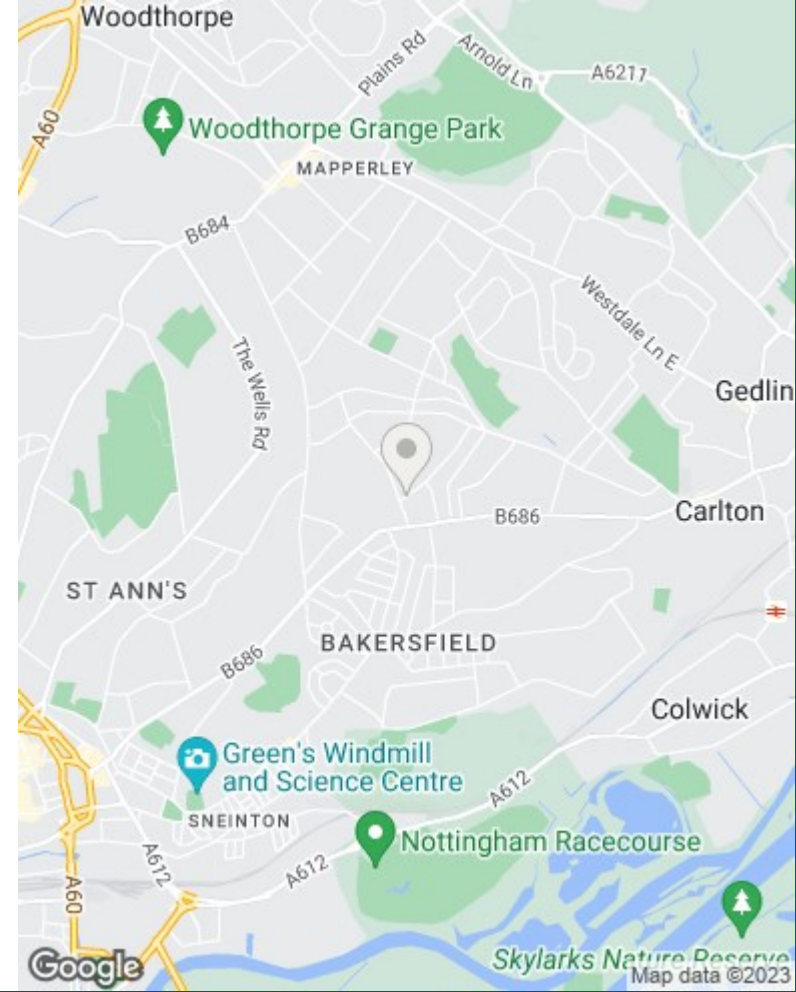 Woodthorpe
Plains Rd
Arnold Ln
A6211
A60
Woodthorpe Grange Park
MAPPERLEY
B684
Westdale Ln E
The Wells Rd
Gedlin
B686
Carlton
ST ANN'S
BAKERSFIELD
B686
Colwick
Green's Windmill
and Science Centre
A612
SNEINTON
Nottingham Racecourse
A612
A612
A60
Skylarks Nature Reserve
Google
Map data ©2023